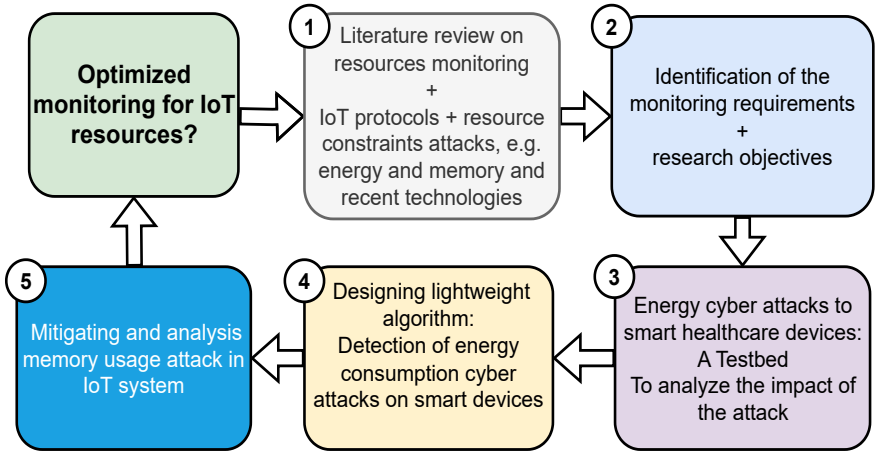 Optimized
monitoring for IoT
resources?
1
Literature review on
resources monitoring
+
IoT protocols + resource
constraints attacks, e.g.
energy and memory and
recent technologies
2
Identification of the
monitoring requirements
+
research objectives
3
Energy cyber attacks to
smart healthcare devices:
A Testbed
To analyze the impact of
the attack
4
Designing lightweight
algorithm:
Detection of energy
consumption cyber
attacks on smart devices
5
Mitigating and analysis
memory usage attack in
IoT system